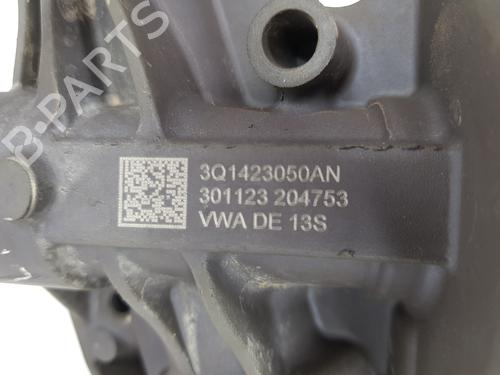 B-PARTS
3Q1423050AN
301123 204753
VWA DE 13S